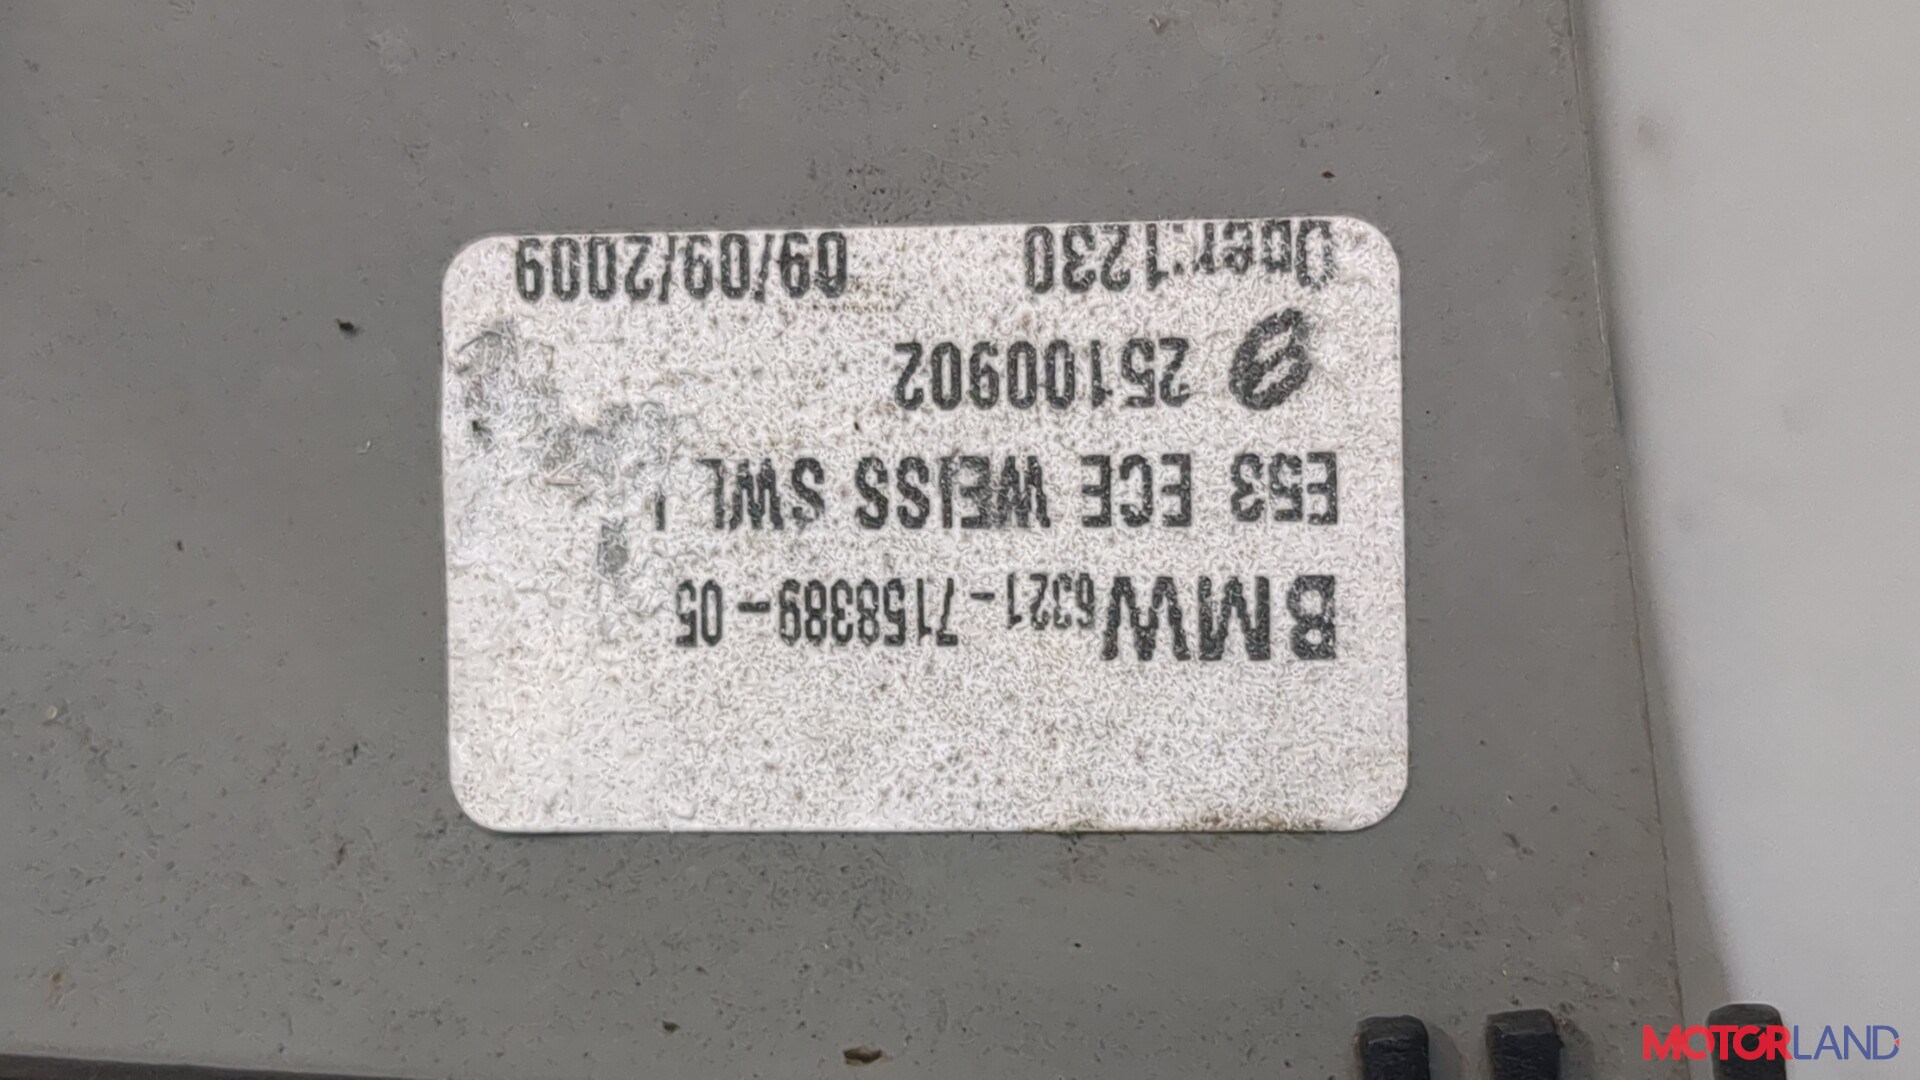 BMW 6321-7158389-05
E53 ECE WEISS SWL L
25100902
Oper:1230 09/09/2009
MOTORLAND